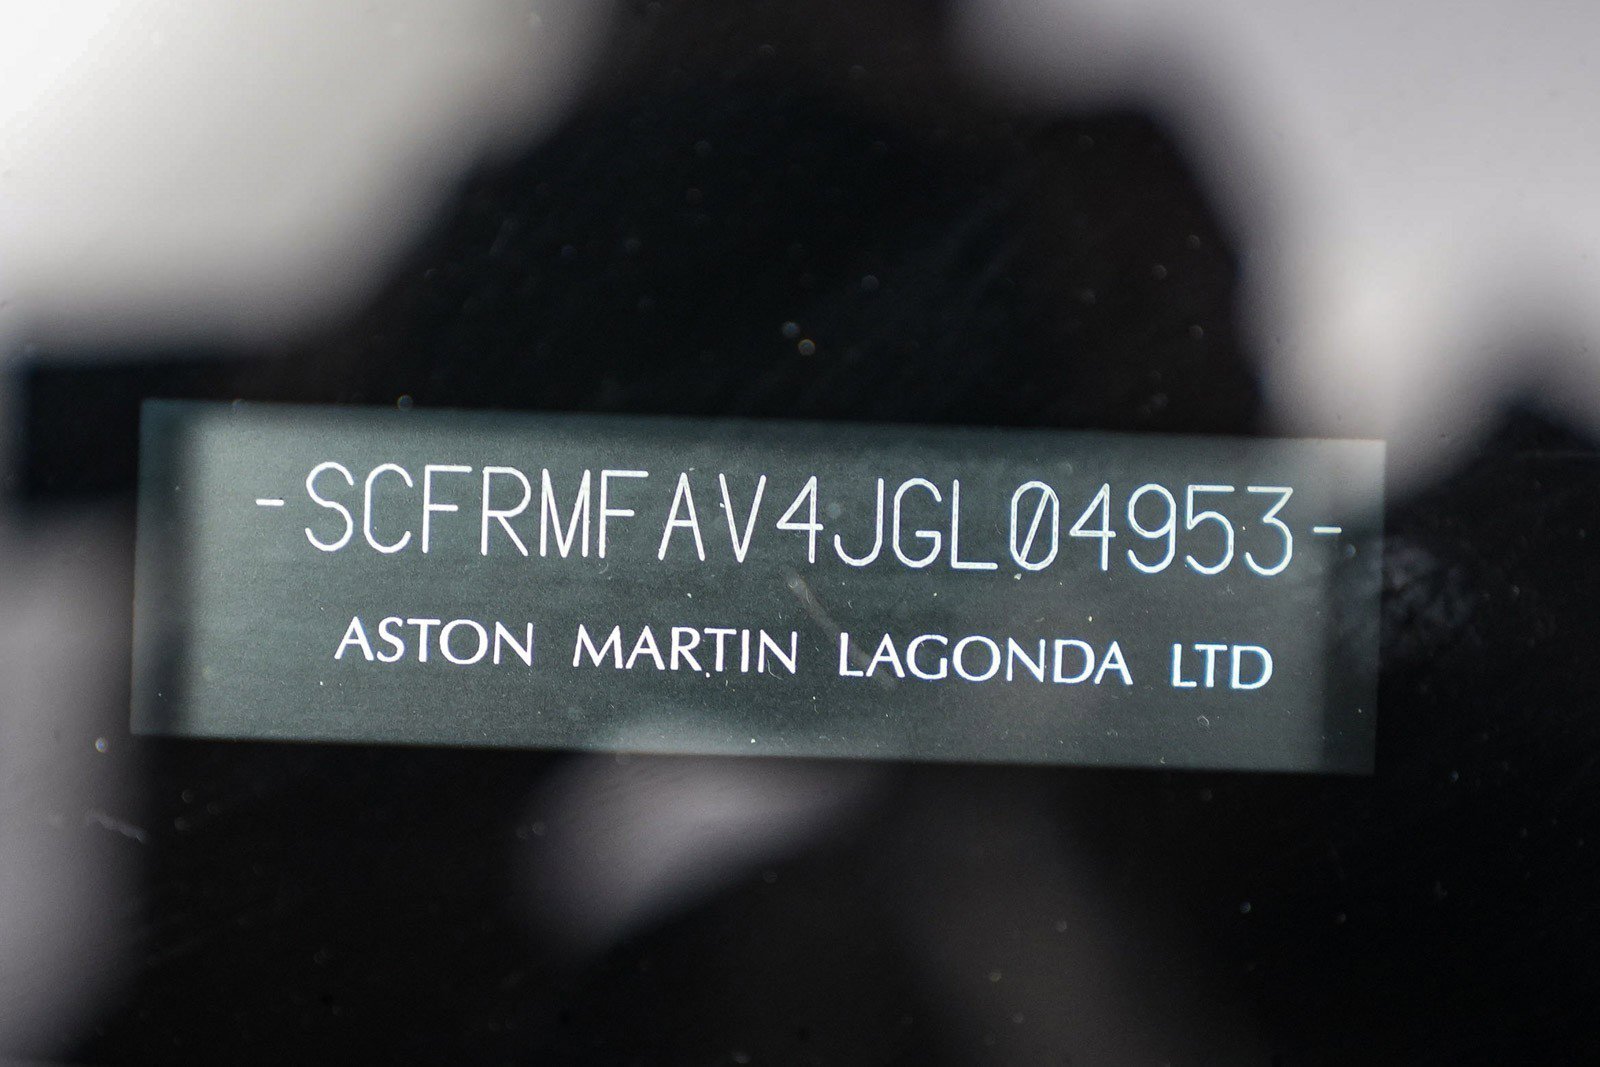 -SCFRMFAV4JGL04953-
ASTON MARTIN LAGONDA LTD